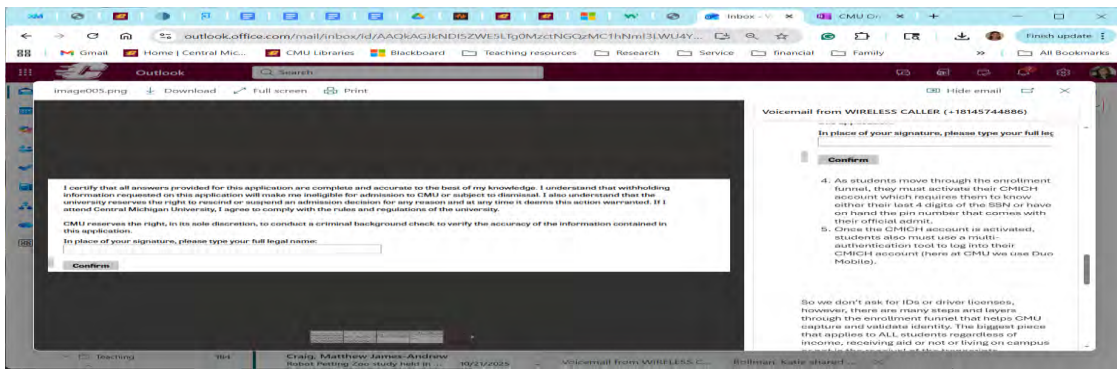 Inbox - V
CMU On
outlook.office.com/mail/inbox/id/
Finish update
Gmail
Home | Central Mic...
CMU Libraries
Blackboard
Teaching resources
Research
Service
financial
Family
All Bookmarks
Outlook
Search
image005.png
Download
Full screen
Print
Hide email
Voicemail from WIRELESS CALLER (+18145744886)
I certify that all answers provided for this application are complete and accurate to the best of my knowledge. I understand that withholding
information requested on this application will make me ineligible for admission to CMU or subject to dismissal. I also understand that the
university reserves the right to rescind or suspend an admission decision for any reason and at any time it deems this action warranted. If I
attend Central Michigan University, I agree to comply with the rules and regulations of the university.
CMU reserves the right, in its sole discretion, to conduct a criminal background check to verify the accuracy of the information contained in
this application.
In place of your signature, please type your full legal name:
Confirm
In place of your signature, please type your full leg
Confirm
4. As students move through the enrollment
funnel, they must activate their CMICH
account which requires them to know
either their last 4 digits of the SSN or have
on hand the pin number that comes with
their official admit.
5. Once the CMICH account is activated,
students also must use a multi-
authentication tool to log into their
CMICH account (here at CMU we use Duo
Mobile).
So we don't ask for IDs or driver licenses,
however, there are many steps and layers
through the enrollment funnel that helps CMU
capture and validate identity. The biggest piece
that applies to ALL students regardless of
income, receiving aid or not or living on campus
Teaching
184
Craig, Matthew James-Andrew
Robot Petting Zoo study held in ...
10/21/2025
Voicemail from WIRELESS C...
Rollman, Katie shared ...